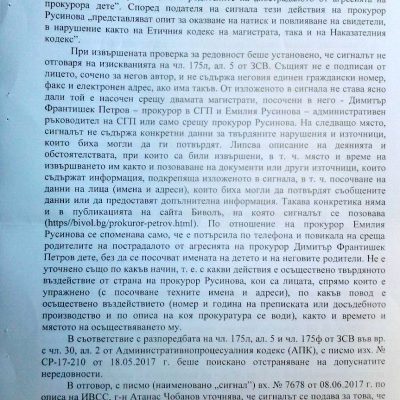 прокурора дете". Според подателя на сигнала тези действия на прокурор
Русинова „представляват опит за оказване на натиск и повлияване на свидетели,
в нарушение както на Етичния кодекс на магистрата, така и на Наказателния
кодекс".
При извършената проверка за редовност беше установено, че сигналът не
отговаря на изискванията на чл. 175л, ал. 5 от ЗСВ. Същият не е подписан от
лицето, сочено за негов автор, и не съдържа неговия единен граждански номер,
факс и електронен адрес, ако има такъв. От изложеното в сигнала не става ясно
дали той е насочен срещу двамата магистрати, посочени в него - Димитър
Франтишек Петров – прокурор в СГП и Емилия Русинова – административен
ръководител на СГП или само срещу прокурор Русинова. На следващо място,
сигналът не съдържа конкретни данни за твърдяните нарушения и източници,
които биха могли да ги потвърдят. Липсва описание на деянията и
обстоятелствата, при които са били извършени, в т. ч. място и време на
извършването им както и позоваване на документи или други източници, които
съдържат информация, подкрепяща изложеното в сигнала, в т. ч. посочване на
данни на лица (имена и адреси), които биха могли да потвърдят съобщените
данни или да предоставят допълнителна информация. Такава конкретика няма
и в публикацията на сайта Биволъ, на която сигналът се позовава
(https//bivol.bg/prokuror-petrov.html). По отношение на прокурор Емилия
Русинова се споменава само, че е потърсила по телефона и повикала на среща
родителите на пострадалото от агресията на прокурор Димитър Франтишек
Петров дете, без да се посочват имената на детето и на неговите родители. Не е
уточнено също по какъв начин, т. е. с какви действия е осъществено твърдяното
въздействие от страна на прокурор Русинова, кои са лицата, спрямо които е
упражнено (с посочване техните имена и адреси), по какъв повод е
осъществено въздействието (номер и година на преписката или досъдебното
производство и по описа на коя прокуратура се води), както и времето и
мястото на осъществяването му.
В съответствие с разпоредбата на чл. 175л, ал. 5 и чл. 175ф от ЗСВ във вр.
с чл. 30, ал. 2 от Административнопроцесуалния кодекс (АПК), с писмо изх. №
СР-17-210 от 18.05.2017 г. беше поискано отстраняване на допуснатите
нередовности.
В отговор, с писмо (наименовано „сигнал") вх. № 7678 от 08.06.2017 г. по
описа на ИВСС, г-н Атанас Чобанов уточнява, че сигналът е подаден за това, че